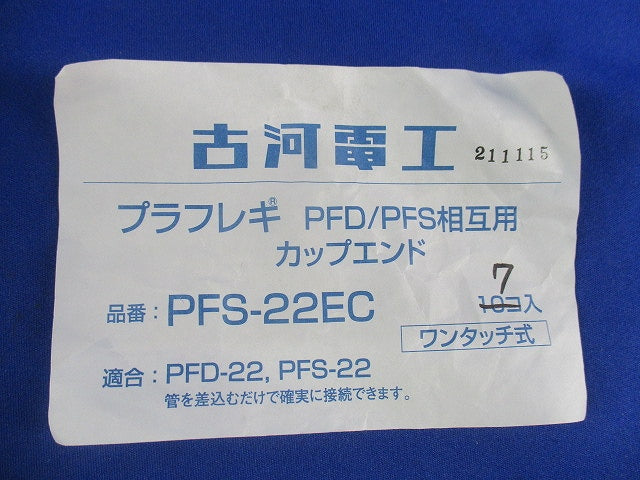 古河電工 211115
プラフレキ® PFD/PFS相互用
カップエンド
7
品番：PFS-22EC 10コ入
ワンタッチ式
適合：PFD-22, PFS-22
管を差込むだけで確実に接続できます。